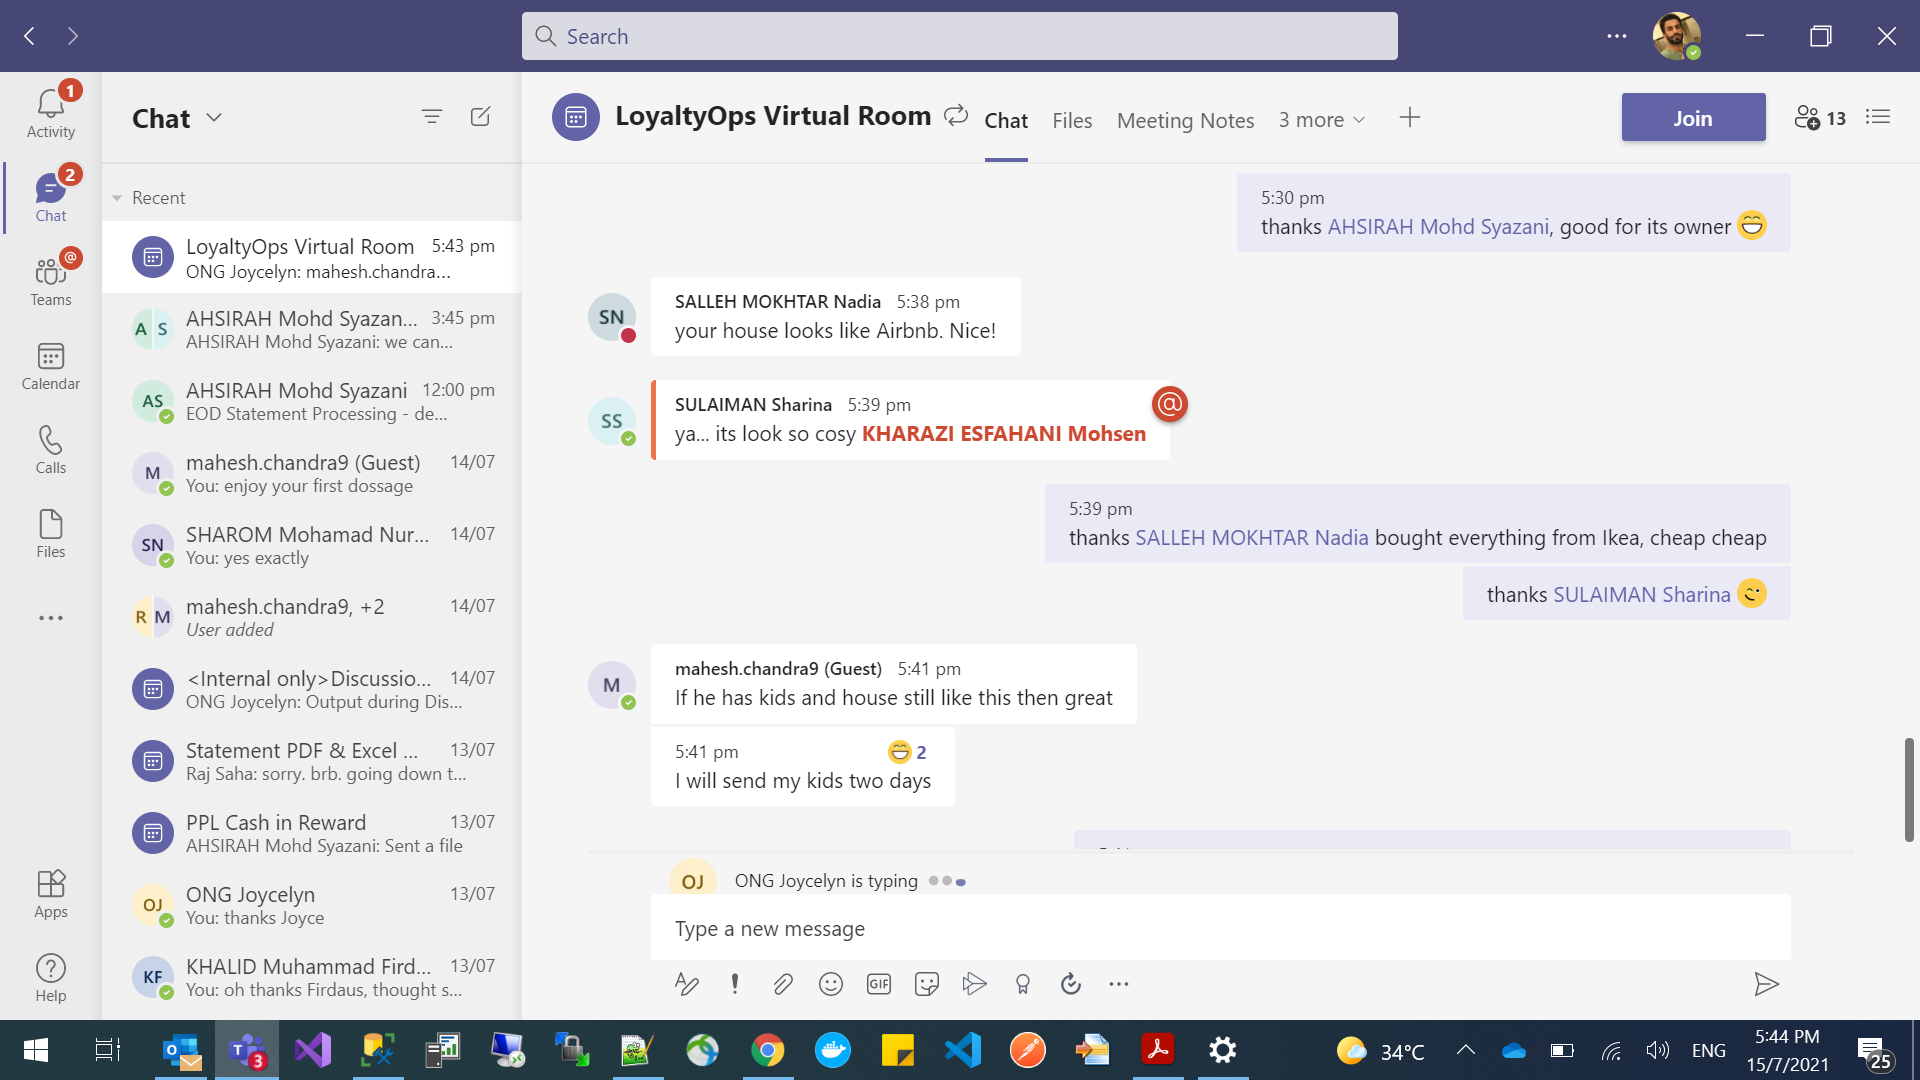 Search
1
Activity
2
Chat
@
Teams
Calendar
Calls
Files
Apps
Help
Chat
Recent
LoyaltyOps Virtual Room 5:43 pm
ONG Joycelyn: mahesh.chandra...
AS
AHSIRAH Mohd Syazan... 3:45 pm
AHSIRAH Mohd Syazani: we can...
AS
AHSIRAH Mohd Syazani 12:00 pm
EOD Statement Processing - de...
M
mahesh.chandra9 (Guest) 14/07
You: enjoy your first dossage
SN
SHAROM Mohamad Nur... 14/07
You: yes exactly
R M
mahesh.chandra9, +2 14/07
User added
<Internal only>Discussio... 14/07
ONG Joycelyn: Output during Dis...
Statement PDF & Excel ... 13/07
Raj Saha: sorry. brb. going down t...
PPL Cash in Reward 13/07
AHSIRAH Mohd Syazani: Sent a file
OJ
ONG Joycelyn 13/07
You: thanks Joyce
KF
KHALID Muhammad Fird... 13/07
You: oh thanks Firdaus, thought s...
LoyaltyOps Virtual Room Chat Files Meeting Notes 3 more Join 13
5:30 pm
thanks AHSIRAH Mohd Syazani, good for its owner
SN
SALLEH MOKHTAR Nadia 5:38 pm
your house looks like Airbnb. Nice!
SS
SULAIMAN Sharina 5:39 pm @
ya... its look so cosy KHARAZI ESFAHANI Mohsen
5:39 pm
thanks SALLEH MOKHTAR Nadia bought everything from Ikea, cheap cheap
thanks SULAIMAN Sharina
M
mahesh.chandra9 (Guest) 5:41 pm
If he has kids and house still like this then great
5:41 pm 2
I will send my kids two days
OJ ONG Joycelyn is typing
Type a new message
GIF
3
34°C ENG
5:44 PM
15/7/2021
25